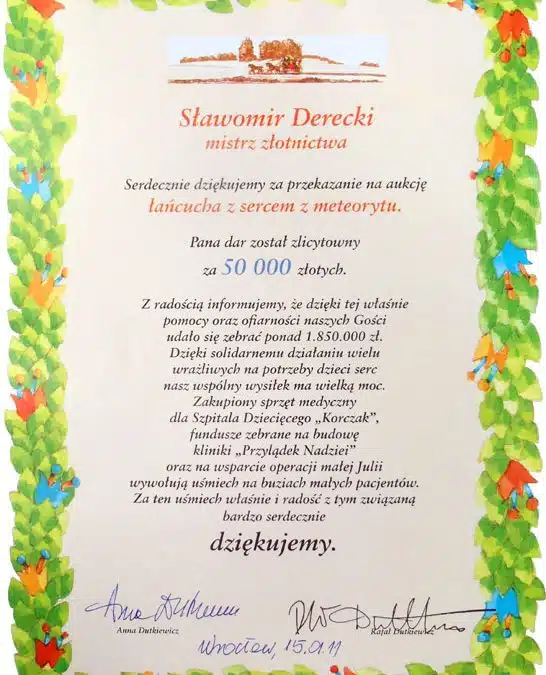 Sławomir Derecki
mistrz złotnictwa
Serdecznie dziękujemy za przekazanie na aukcję
łańcucha z sercem z meteorytu.
Pana dar został zlicytowny
za 50 000 złotych.
Z radością informujemy, że dzięki tej właśnie
pomocy oraz ofiarności naszych Gości
udało się zebrać ponad 1.850.000 zł.
Dzięki solidarnemu działaniu wielu
wrażliwych na potrzeby dzieci serc
nasz wspólny wysiłek ma wielką moc.
Zakupiony sprzęt medyczny
dla Szpitala Dziecięcego „Korczak”,
fundusze zebrane na budowę
kliniki „Przylądek Nadziei”
oraz na wsparcie operacji małej Julii
wywołują uśmiech na buziach małych pacjentów.
Za ten uśmiech właśnie i radość z tym związaną
bardzo serdecznie
dziękujemy.
Anna Dutkiewicz
Rafał Dutkiewicz
Wrocław, 15.01.11